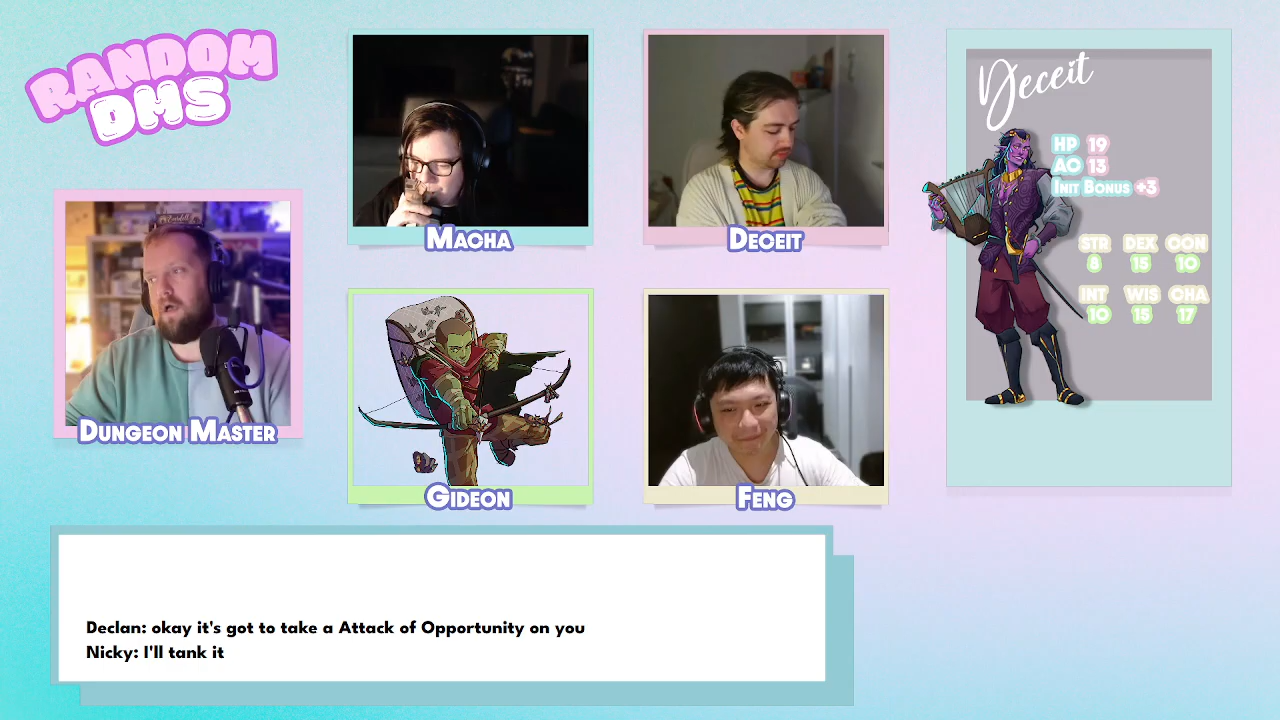 RANDOM
DMS
Macha
Deceit
Dungeon Master
Gideon
Feng
Deceit
HP 19
AC 13
Init Bonus +3
STR DEX CON
8 15 10
INT WIS CHA
10 15 17
Declan: okay it's got to take a Attack of Opportunity on you
Nicky: I'll tank it